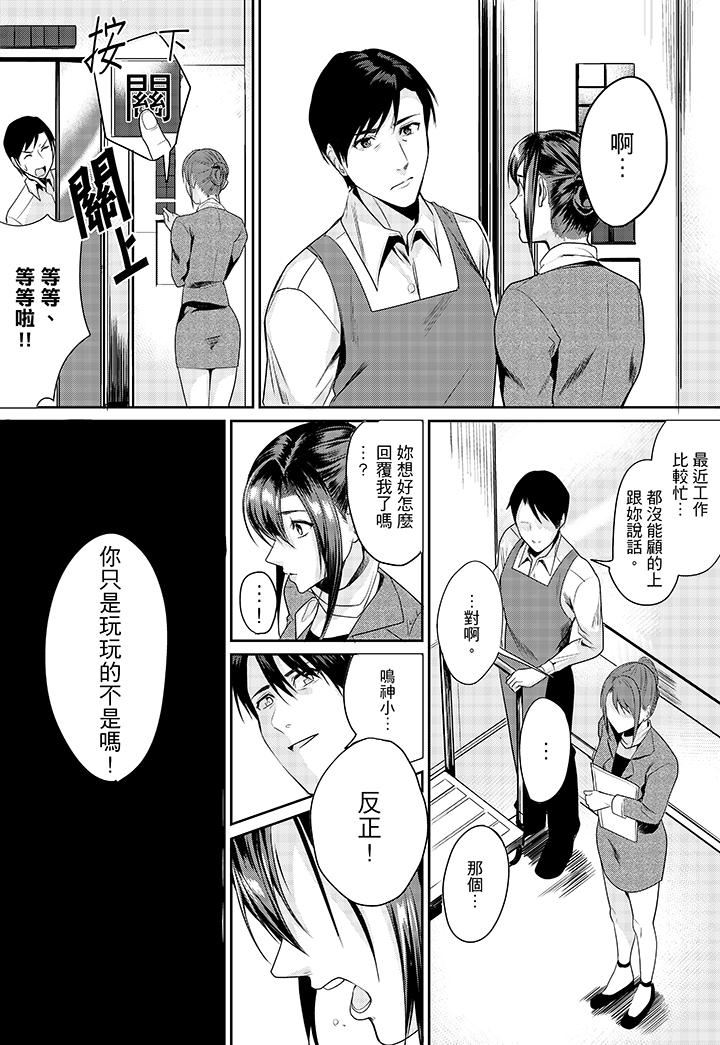 啊…
按下
關
關上
等等、
等等啦!!
最近工作
比較忙…
都沒能顧的上
跟妳說話。
…對啊。
…
那個…
妳想好怎麼
回覆我了嗎
…？
…！
鳴神小…
反正！
你只是玩玩的不是嗎！